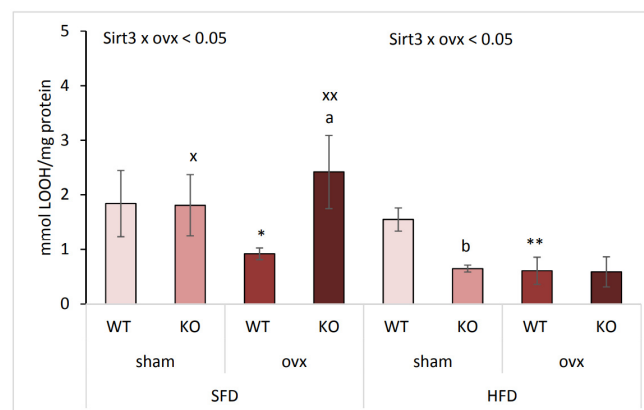 Sirt3 x ovx < 0.05 Sirt3 x ovx < 0.05
mmol LOOH/mg protein
5
4
3
2
1
0
x
*
xx
a
b
**
WT KO WT KO WT KO WT KO
sham ovx sham ovx
SFD HFD